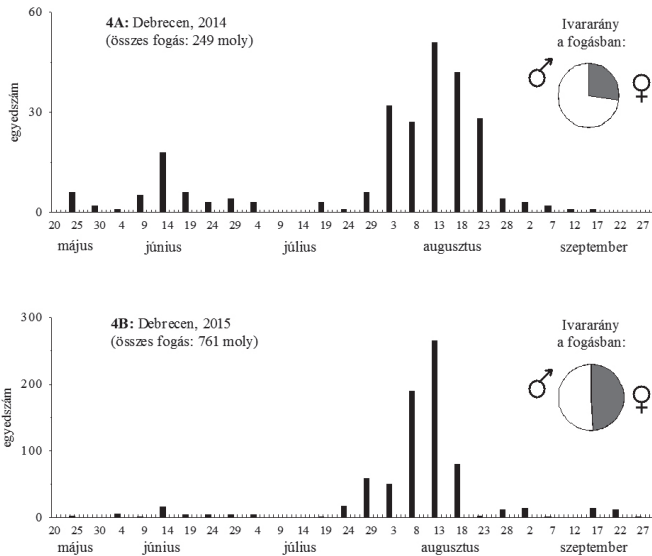 4A: Debrecen, 2014
(összes fogás: 249 moly)
Ivararány
a fogásban:
♂ ♀
egyedszám
60
30
0
20 25 30 4 9 14 19 24 29 4 9 14 18 23 29 3 8 13 18 23 28 2 7 12 17 22 27
május június július augusztus szeptember
4B: Debrecen, 2015
(összes fogás: 761 moly)
Ivararány
a fogásban:
♂ ♀
egyedszám
300
200
100
0
20 25 30 4 9 14 19 24 29 4 9 14 18 23 29 3 8 13 18 23 28 2 7 12 17 22 27
május június július augusztus szeptember